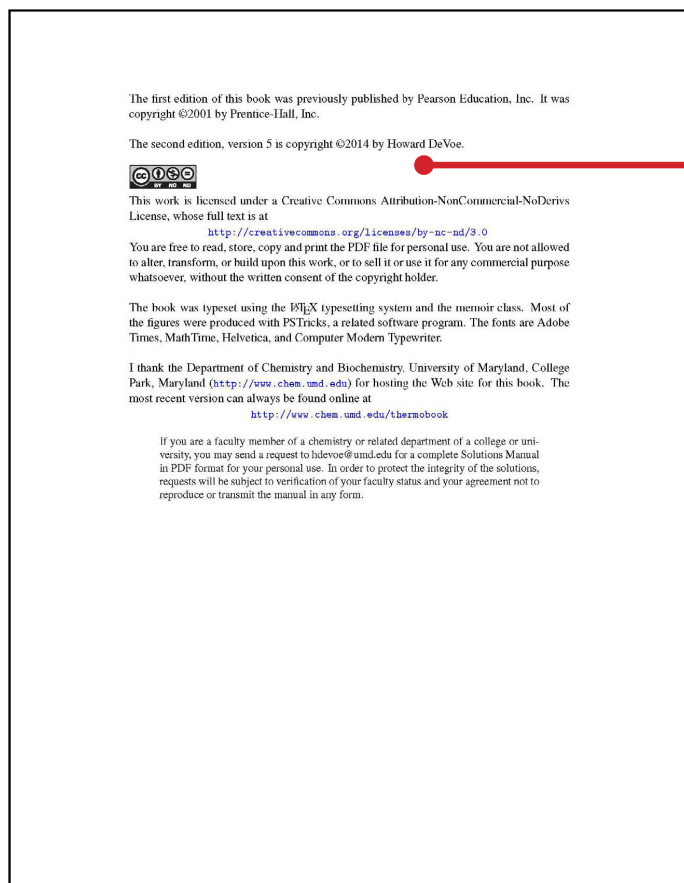 The first edition of this book was previously published by Pearson Education, Inc. It was
copyright ©2001 by Prentice-Hall, Inc.
The second edition, version 5 is copyright ©2014 by Howard DeVoe.
cc
BY NC ND
This work is licensed under a Creative Commons Attribution-NonCommercial-NoDerivs
License, whose full text is at
http://creativecommons.org/licenses/by-nc-nd/3.0
You are free to read, store, copy and print the PDF file for personal use. You are not allowed
to alter, transform, or build upon this work, or to sell it or use it for any commercial purpose
whatsoever, without the written consent of the copyright holder.
The book was typeset using the LATEX typesetting system and the memoir class. Most of
the figures were produced with PSTricks, a related software program. The fonts are Adobe
Times, MathTime, Helvetica, and Computer Modern Typewriter.
I thank the Department of Chemistry and Biochemistry, University of Maryland, College
Park, Maryland (http://www.chem.umd.edu) for hosting the Web site for this book. The
most recent version can always be found online at
http://www.chem.umd.edu/thermobook
If you are a faculty member of a chemistry or related department of a college or uni-
versity, you may send a request to hdevoe@umd.edu for a complete Solutions Manual
in PDF format for your personal use. In order to protect the integrity of the solutions,
requests will be subject to verification of your faculty status and your agreement not to
reproduce or transmit the manual in any form.